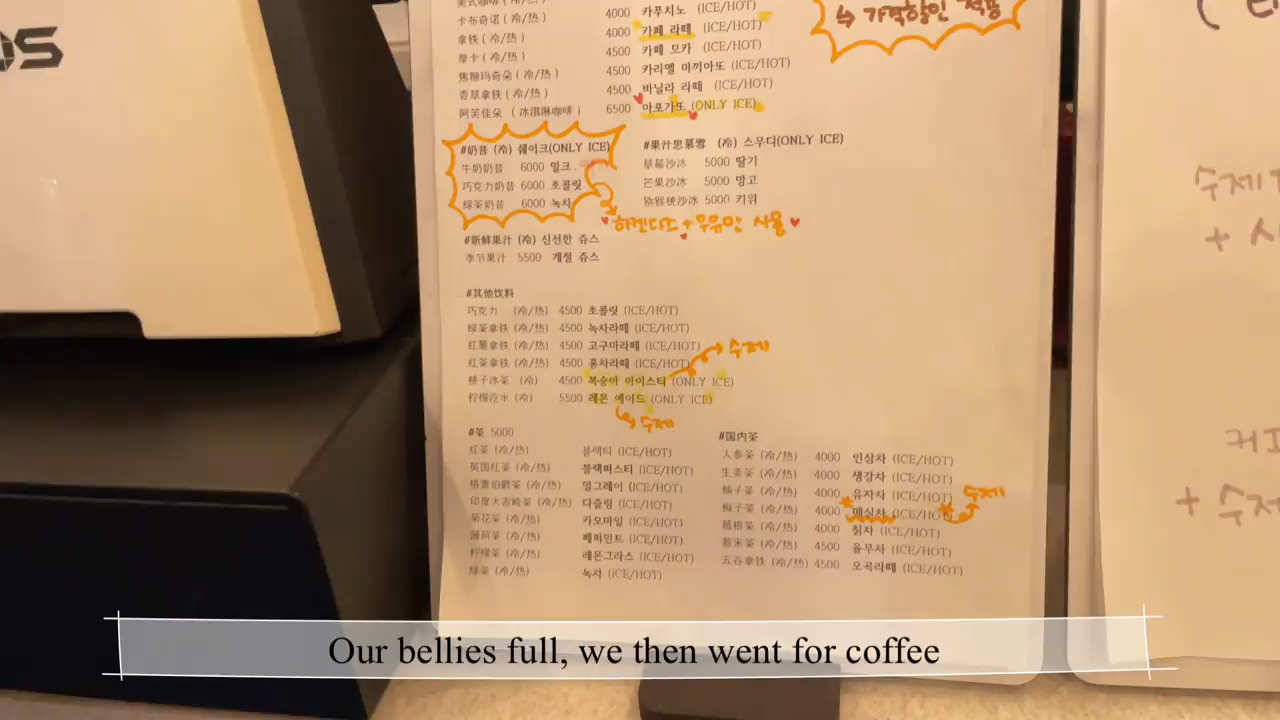 卡布奇诺 (冷/热) 4000 카푸치노 (ICE/HOT)
拿铁 (冷/热) 4000 카페 라떼 (ICE/HOT)
摩卡 (冷/热) 4500 카페 모카 (ICE/HOT)
焦糖玛奇朵 (冷/热) 4500 카라멜 마끼아또 (ICE/HOT)
香草拿铁 (冷/热) 4500 바닐라 라떼 (ICE/HOT)
阿芙佳朵 (冰淇淋咖啡) 6500 아포가또 (ONLY ICE)
↳ 가격할인 적용
#奶昔 (冷) 쉐이크(ONLY ICE)
牛奶奶昔 6000 밀크
巧克力奶昔 6000 초콜릿
绿茶奶昔 6000 녹차
하겐다즈 + 우유만 사용
#果汁思慕雪 (冷) 스무디(ONLY ICE)
草莓沙冰 5000 딸기
芒果沙冰 5000 망고
猕猴桃沙冰 5000 키위
#新鲜果汁 (冷) 신선한 쥬스
季节果汁 5500 계절 쥬스
#其他饮料
巧克力 (冷/热) 4500 초콜릿 (ICE/HOT)
绿茶拿铁 (冷/热) 4500 녹차라떼 (ICE/HOT)
红薯拿铁 (冷/热) 4500 고구마라떼 (ICE/HOT)
红茶拿铁 (冷/热) 4500 홍차라떼 (ICE/HOT)
桃子冰茶 (冷) 4500 복숭아 아이스티 (ONLY ICE)
수제
柠檬汽水 (冷) 5500 레몬 에이드 (ONLY ICE)
수제
#茶 5000
红茶 (冷/热) 블랙티 (ICE/HOT)
英国红茶 (冷/热) 블랙퍼스티 (ICE/HOT)
格雷伯爵茶 (冷/热) 얼그레이 (ICE/HOT)
印度大吉岭茶 (冷/热) 다즐링 (ICE/HOT)
菊花茶 (冷/热) 카모마일 (ICE/HOT)
薄荷茶 (冷/热) 페퍼민트 (ICE/HOT)
柠檬茶 (冷/热) 레몬그라스 (ICE/HOT)
绿茶 (冷/热) 녹차 (ICE/HOT)
#国内茶
人参茶 (冷/热) 4000 인삼차 (ICE/HOT)
生姜茶 (冷/热) 4000 생강차 (ICE/HOT)
柚子茶 (冷/热) 4000 유자차 (ICE/HOT)
梅子茶 (冷/热) 4000 매실차 (ICE/HOT)
수제
葛根茶 (冷/热) 4000 칡차 (ICE/HOT)
薏米茶 (冷/热) 4500 율무차 (ICE/HOT)
五谷拿铁 (冷/热) 4500 오곡라떼 (ICE/HOT)
수제
커피
+ 수제
Our bellies full, we then went for coffee